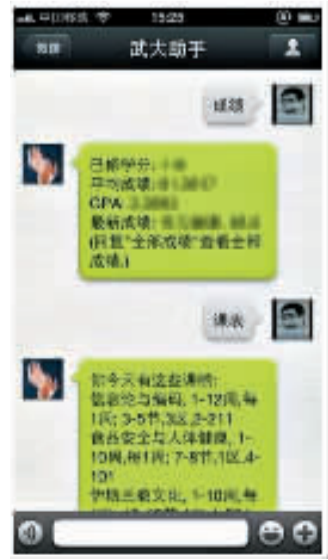 中国移动 15:25
微信 武大助手
成绩
已修学分:
平均成绩:
GPA:
最新成绩:
(回复"全部成绩"查看全部
成绩.)
课表
你今天有这些课哟:
信息论与编码, 1-12周,每
1周; 3-5节,3区,2-211
食品安全与人体健康, 1-
10周,每1周; 7-8节,1区,4-
101
伊斯兰教文化, 1-10周,每